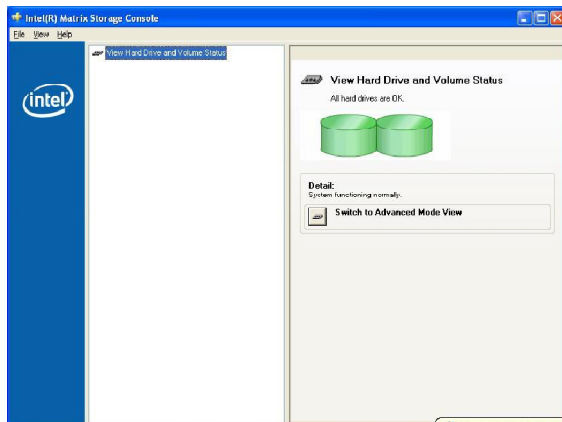 Intel(R) Matrix Storage Console
File View Help
View Hard Drive and Volume Status
intel
View Hard Drive and Volume Status
All hard drives are OK.
Detail:
System functioning normally.
Switch to Advanced Mode View